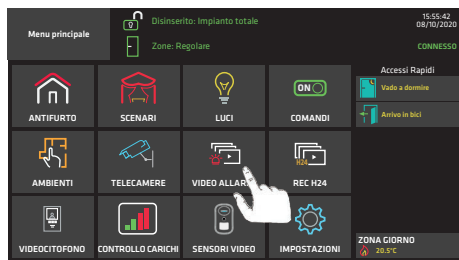 Menu principale
Disinserito: Impianto totale
Zone: Regolare
15:55:42
08/10/2020
CONNESSO
ANTIFURTO
SCENARI
LUCI
ON
COMANDI
Accessi Rapidi
Vado a dormire
Arrivo in bici
AMBIENTI
TELECAMERE
VIDEO ALLAR
H24
REC H24
VIDEOCITOFONO
CONTROLLO CARICHI
SENSORI VIDEO
IMPOSTAZIONI
ZONA GIORNO
20.5°C